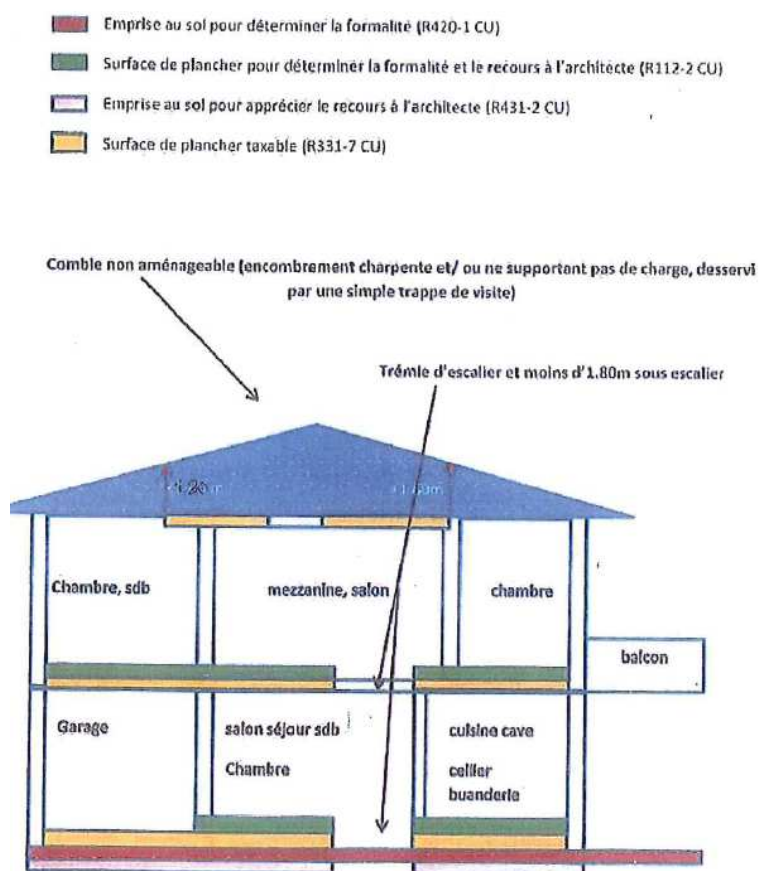 Emprise au sol pour déterminer la formalité (R420-1 CU)
Surface de plancher pour déterminer la formalité et le recours à l'architecte (R112-2 CU)
Emprise au sol pour apprécier le recours à l'architecte (R431-2 CU)
Surface de plancher taxable (R331-7 CU)
Comble non aménageable (encombrement charpente et/ ou ne supportant pas de charge, desservi
par une simple trappe de visite)
Trémie d'escalier et moins d'1.80m sous escalier
Chambre, sdb
mezzanine, salon
chambre
balcon
Garage
salon séjour sdb
cuisine cave
Chambre
cellier
buanderie